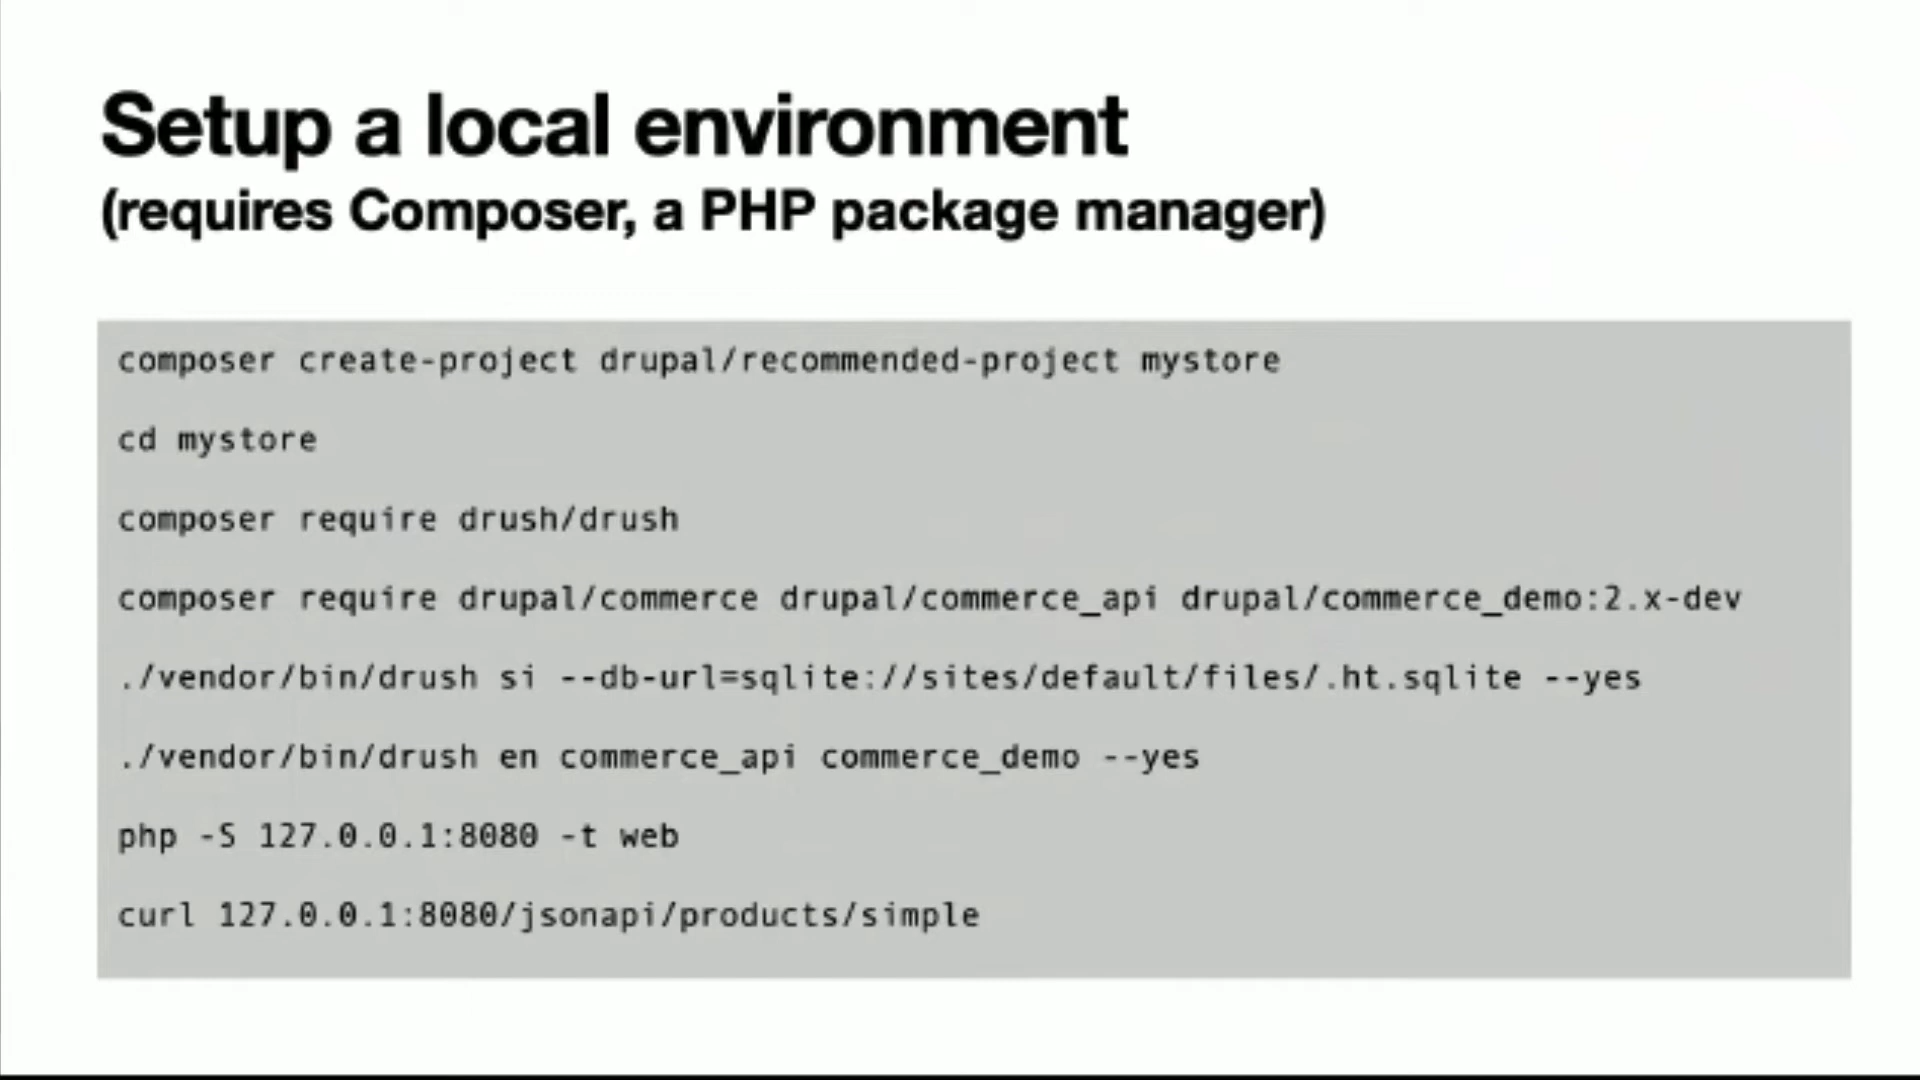 Setup a local environment
(requires Composer, a PHP package manager)
composer create-project drupal/recommended-project mystore
cd mystore
composer require drush/drush
composer require drupal/commerce drupal/commerce_api drupal/commerce_demo:2.x-dev
./vendor/bin/drush si --db-url=sqlite://sites/default/files/.ht.sqlite --yes
./vendor/bin/drush en commerce_api commerce_demo --yes
php -S 127.0.0.1:8080 -t web
curl 127.0.0.1:8080/jsonapi/products/simple